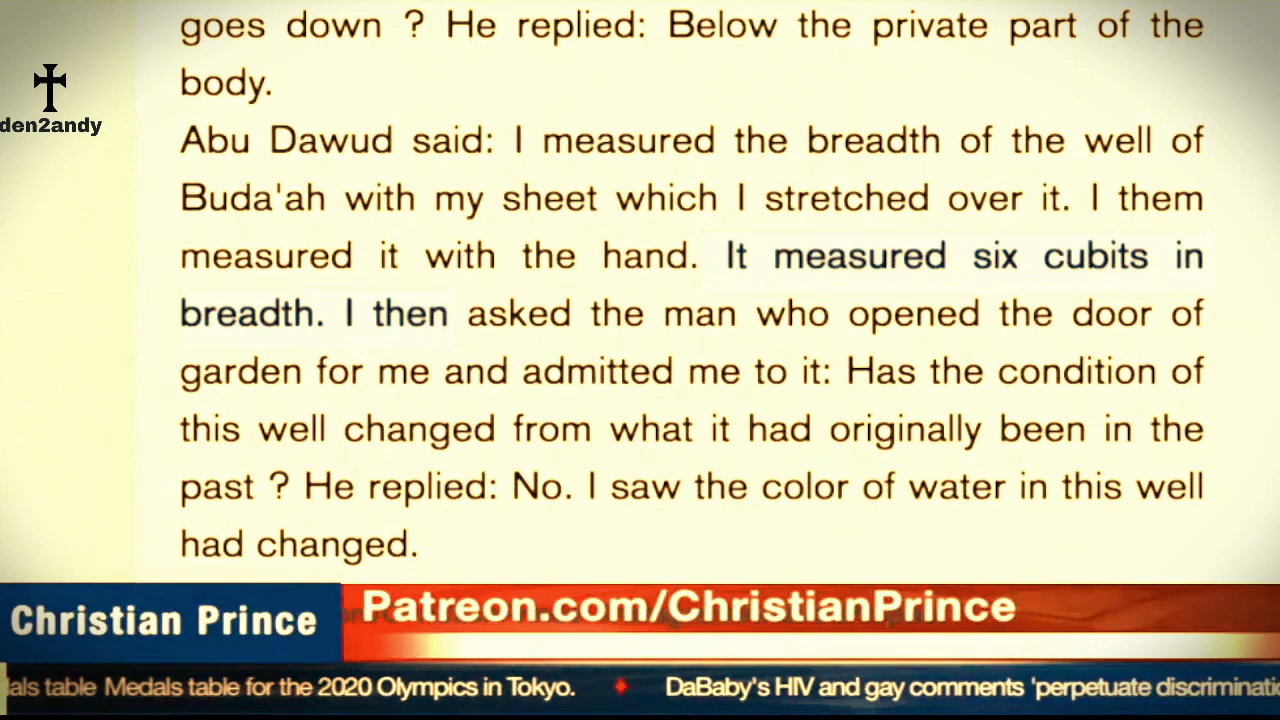 goes down ? He replied: Below the private part of the
body.
den2andy
Abu Dawud said: I measured the breadth of the well of
Buda'ah with my sheet which I stretched over it. I them
measured it with the hand. It measured six cubits in
breadth. I then asked the man who opened the door of
garden for me and admitted me to it: Has the condition of
this well changed from what it had originally been in the
past ? He replied: No. I saw the color of water in this well
had changed.
Christian Prince
Patreon.com/ChristianPrince
als table Medals table for the 2020 Olympics in Tokyo. ♦ DaBaby's HIV and gay comments 'perpetuate discriminati